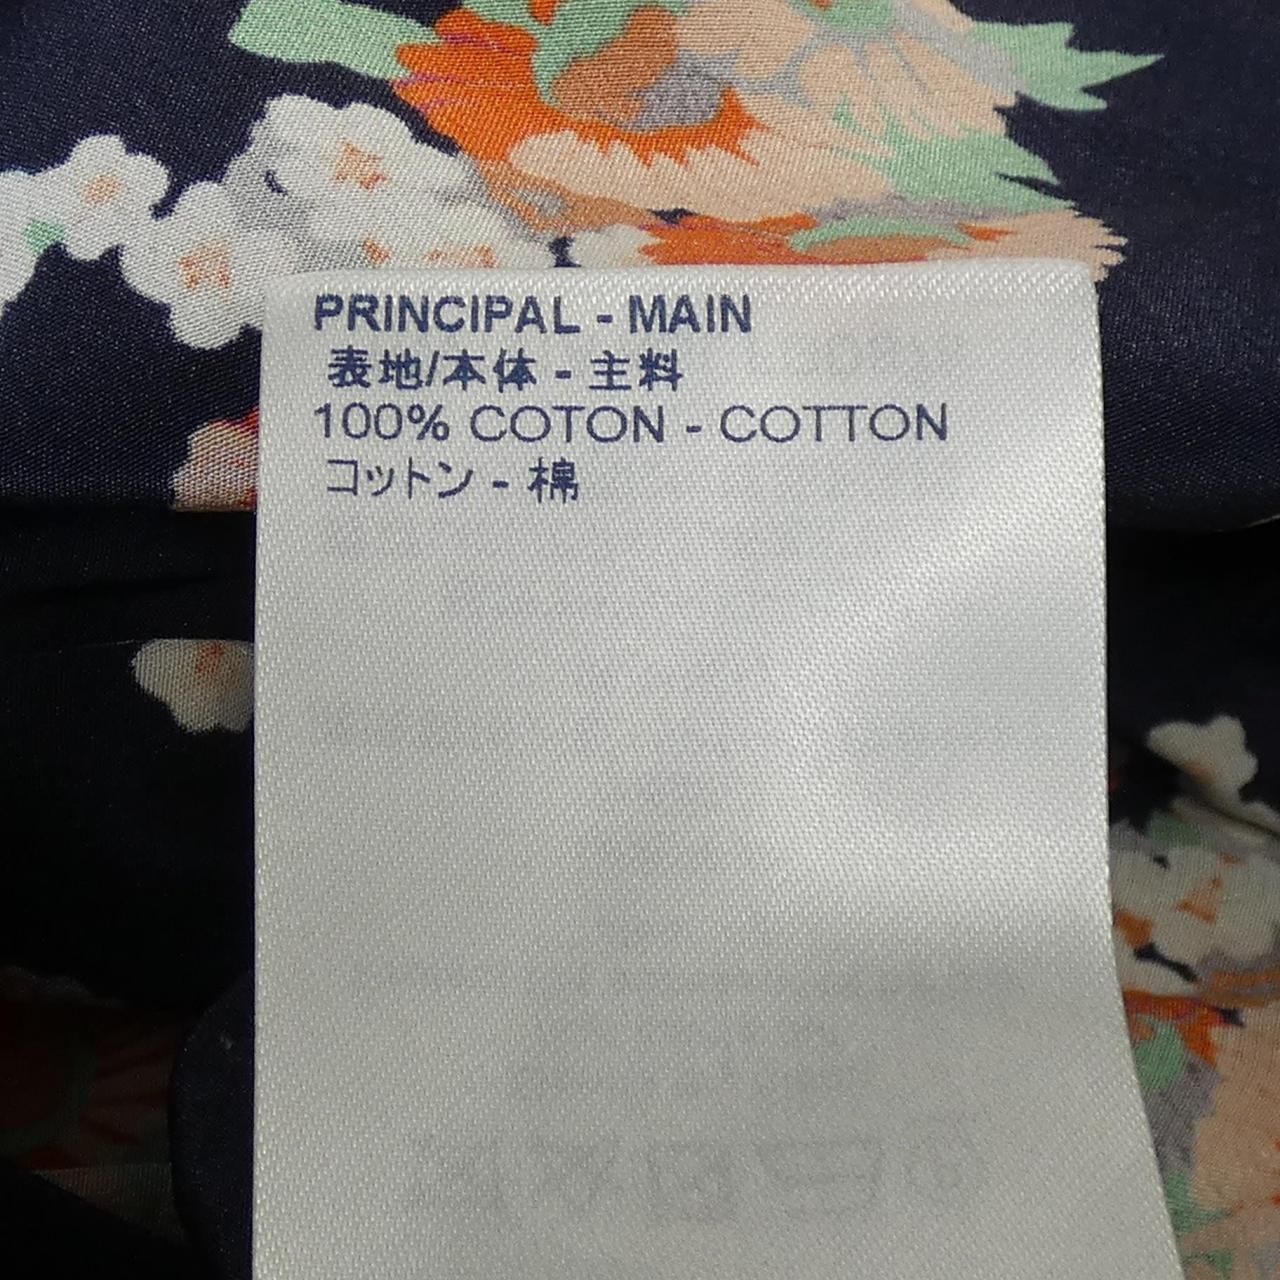 PRINCIPAL - MAIN
表地/本体 - 主料
100% COTON - COTTON
コットン - 棉